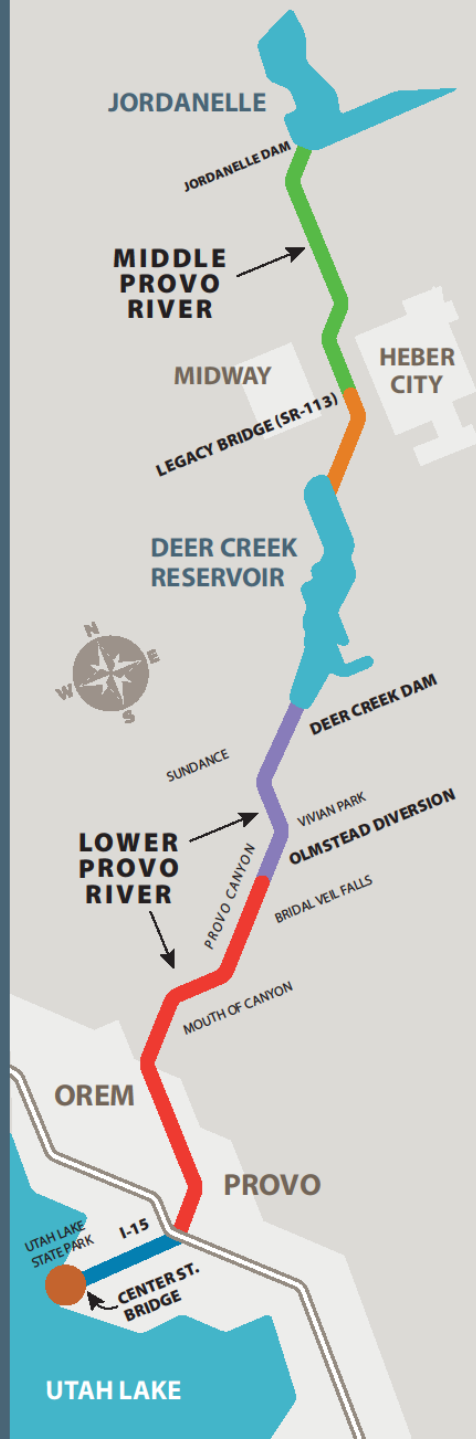 JORDANELLE
JORDANELLE DAM
MIDDLE
PROVO
RIVER
HEBER
CITY
MIDWAY
LEGACY BRIDGE (SR-113)
DEER CREEK
RESERVOIR
N
E
W
S
DEER CREEK DAM
SUNDANCE
VIVIAN PARK
OLMSTEAD DIVERSION
LOWER
PROVO
RIVER
PROVO CANYON
BRIDAL VEIL FALLS
MOUTH OF CANYON
OREM
PROVO
I-15
UTAH LAKE
STATE PARK
CENTER ST.
BRIDGE
UTAH LAKE